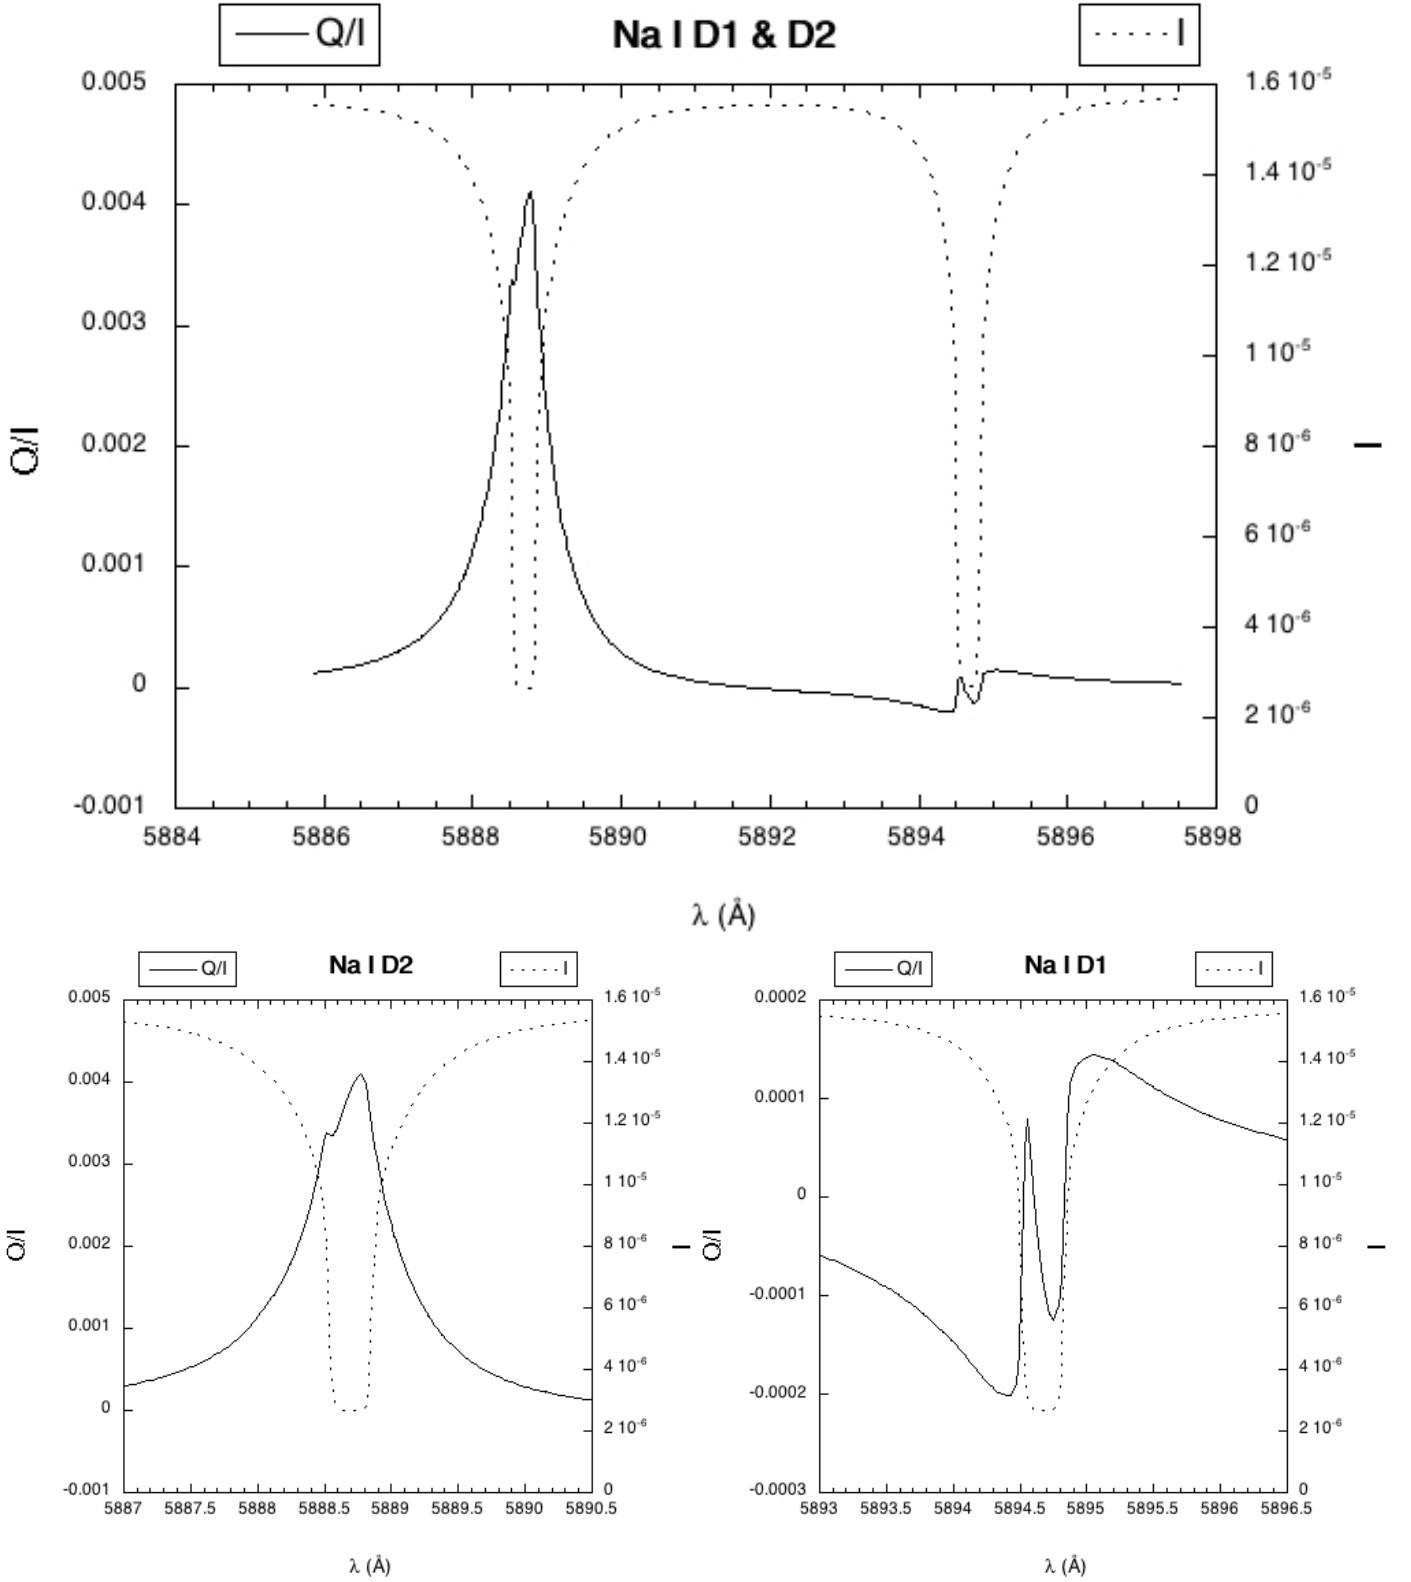 Q/I
Na I D1 & D2
I
0.005
0.004
0.003
0.002
0.001
0
-0.001
Q/I
1.6 10-5
1.4 10-5
1.2 10-5
1 10-5
8 10-6
6 10-6
4 10-6
2 10-6
0
I
5884 5886 5888 5890 5892 5894 5896 5898
λ (Å)
Q/I
Na I D2
I
0.005
0.004
0.003
0.002
0.001
0
-0.001
Q/I
1.6 10-5
1.4 10-5
1.2 10-5
1 10-5
8 10-6
6 10-6
4 10-6
2 10-6
0
I
5887 5887.5 5888 5888.5 5889 5889.5 5890 5890.5
λ (Å)
Q/I
Na I D1
I
0.0002
0.0001
0
-0.0001
-0.0002
-0.0003
Q/I
1.6 10-5
1.4 10-5
1.2 10-5
1 10-5
8 10-6
6 10-6
4 10-6
2 10-6
0
I
5893 5893.5 5894 5894.5 5895 5895.5 5896 5896.5
λ (Å)